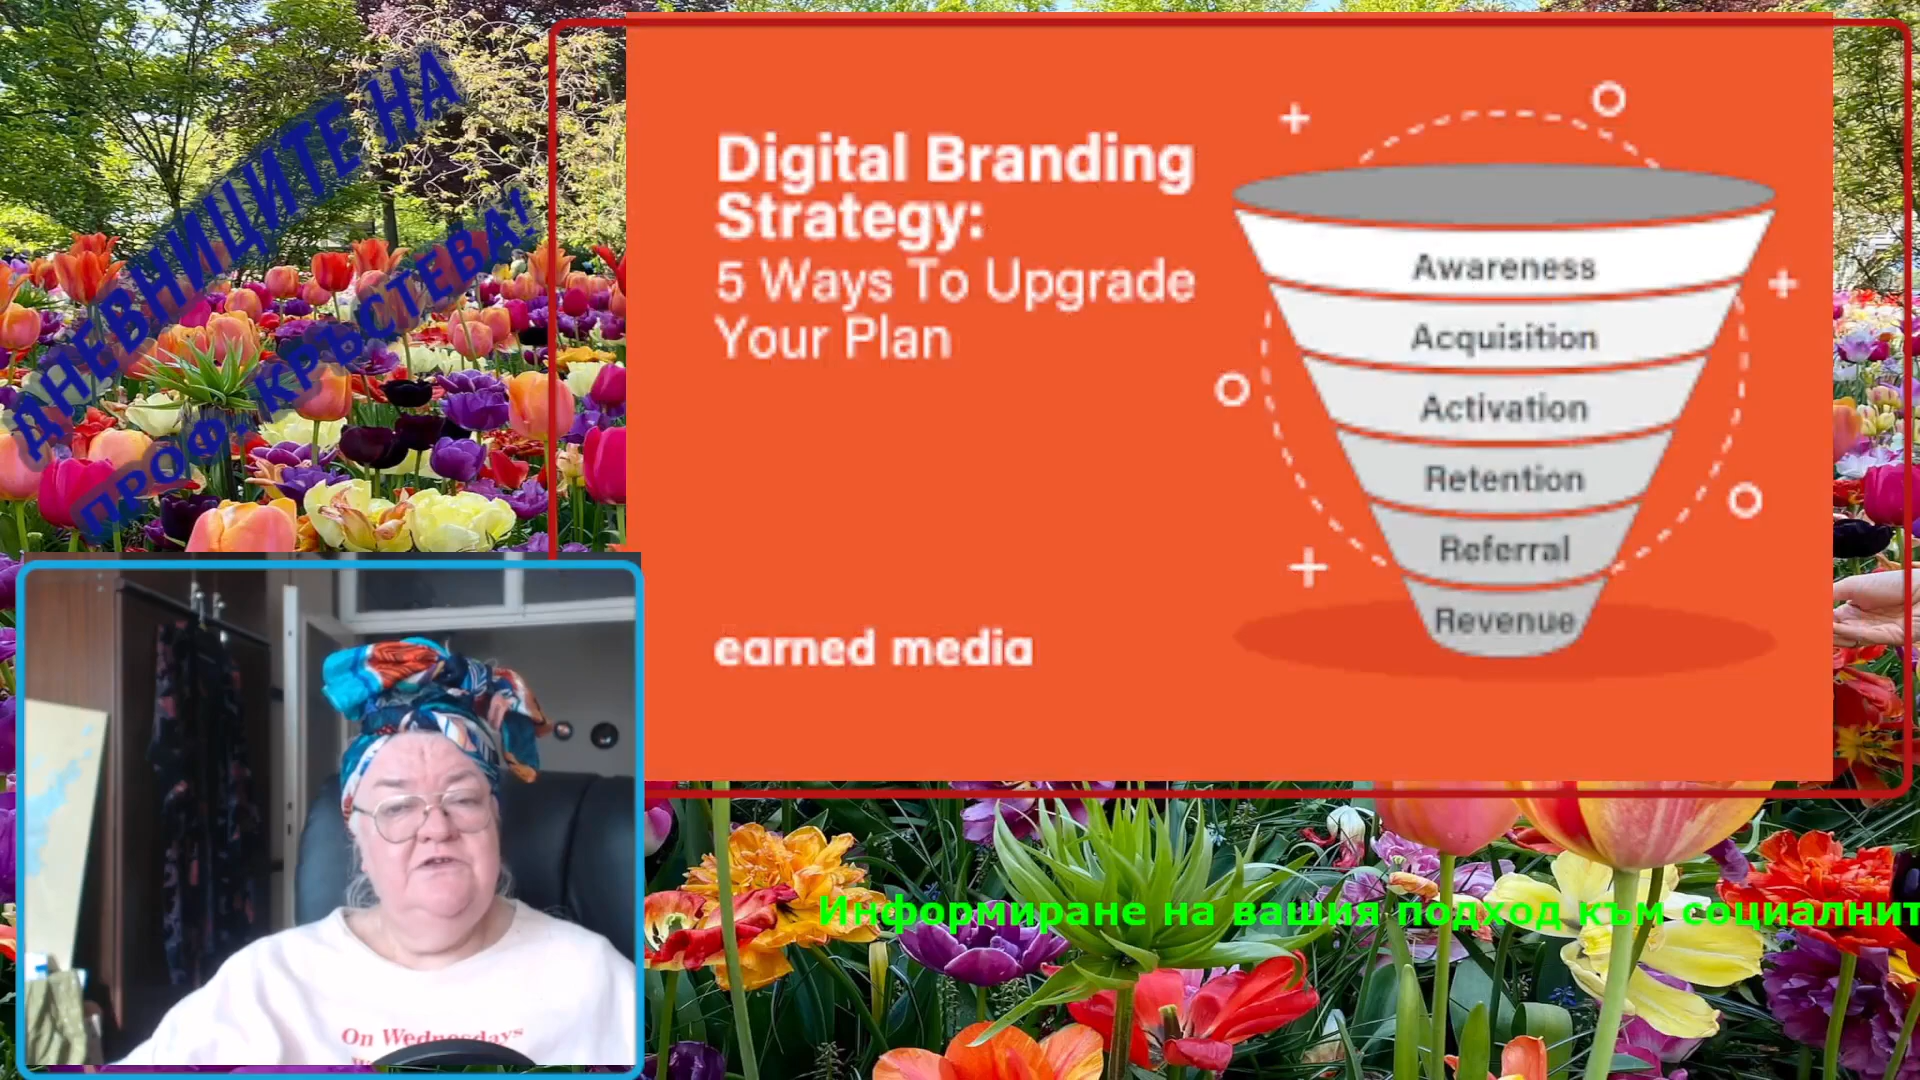 ДНЕВНИЦИТЕ НА
ПРОФ. КРЪСТЕВА!
Digital Branding
Strategy:
5 Ways To Upgrade
Your Plan
earned media
Awareness
Acquisition
Activation
Retention
Referral
Revenue
On Wednesdays
Информиране на вашия подход към социалнит